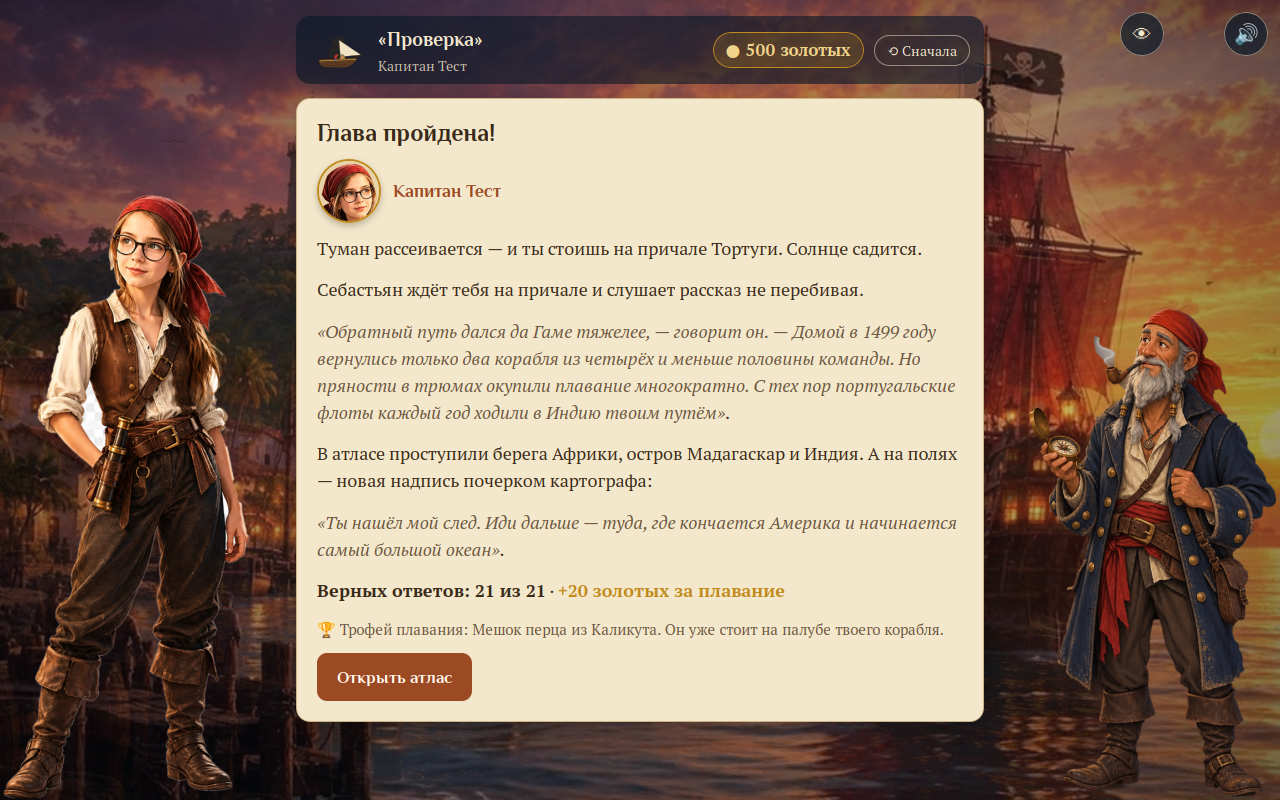 «Проверка»
Капитан Тест
500 золотых
⟲ Сначала
Глава пройдена!
Капитан Тест
Туман рассеивается — и ты стоишь на причале Тортуги. Солнце садится.
Себастьян ждёт тебя на причале и слушает рассказ не перебивая.
«Обратный путь дался да Гаме тяжелее, — говорит он. — Домой в 1499 году
вернулись только два корабля из четырёх и меньше половины команды. Но
пряности в трюмах окупили плавание многократно. С тех пор португальские
флоты каждый год ходили в Индию твоим путём».
В атласе проступили берега Африки, остров Мадагаскар и Индия. А на полях
— новая надпись почерком картографа:
«Ты нашёл мой след. Иди дальше — туда, где кончается Америка и начинается
самый большой океан».
Верных ответов: 21 из 21 · +20 золотых за плавание
🏆 Трофей плавания: Мешок перца из Каликута. Он уже стоит на палубе твоего корабля.
Открыть атлас